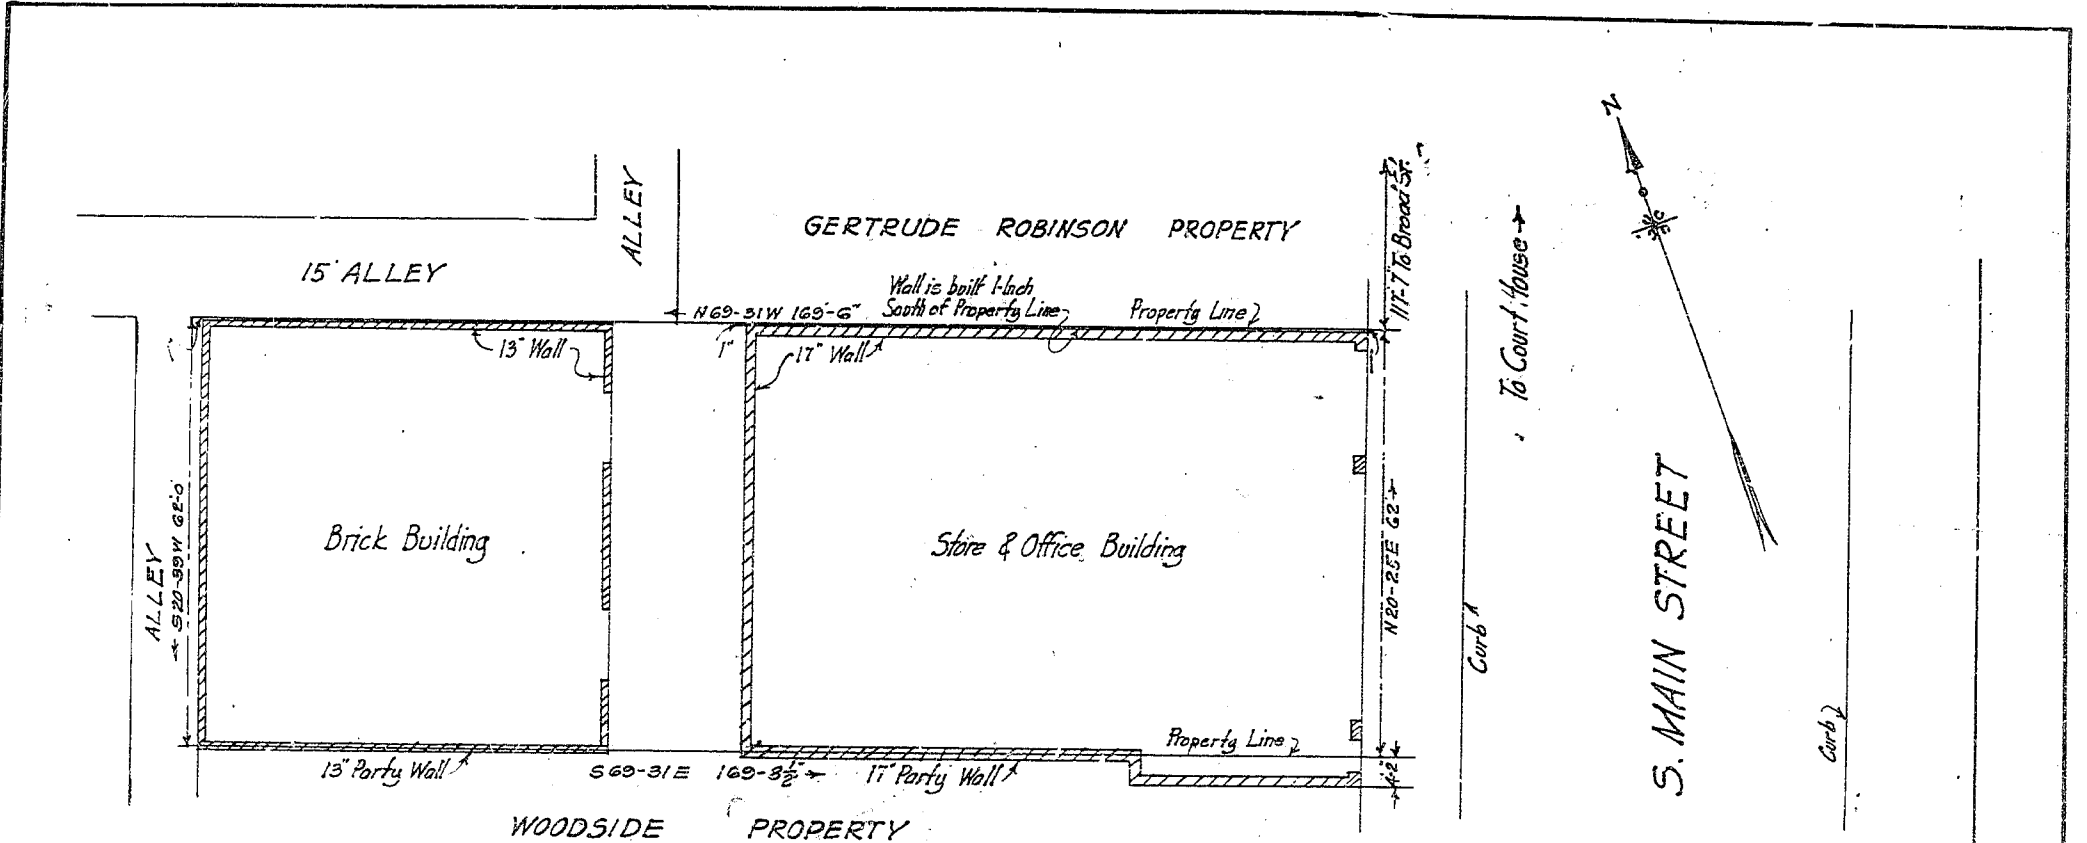 N
ALLEY
117'-7" To Broad St.
GERTRUDE ROBINSON PROPERTY
To Court House
15' ALLEY
Wall is built 1-Inch
South of Property Line
N69-31W 169'-6"
Property Line
1"
13" Wall
1"
17" Wall
S. MAIN STREET
Brick Building
Store & Office Building
ALLEY
S20-39W 62'-0"
N20-25E 62'
Curb
Curb
Property Line
13" Party Wall
S69-31E 169-3½"
17" Party Wall
4'2"
WOODSIDE PROPERTY